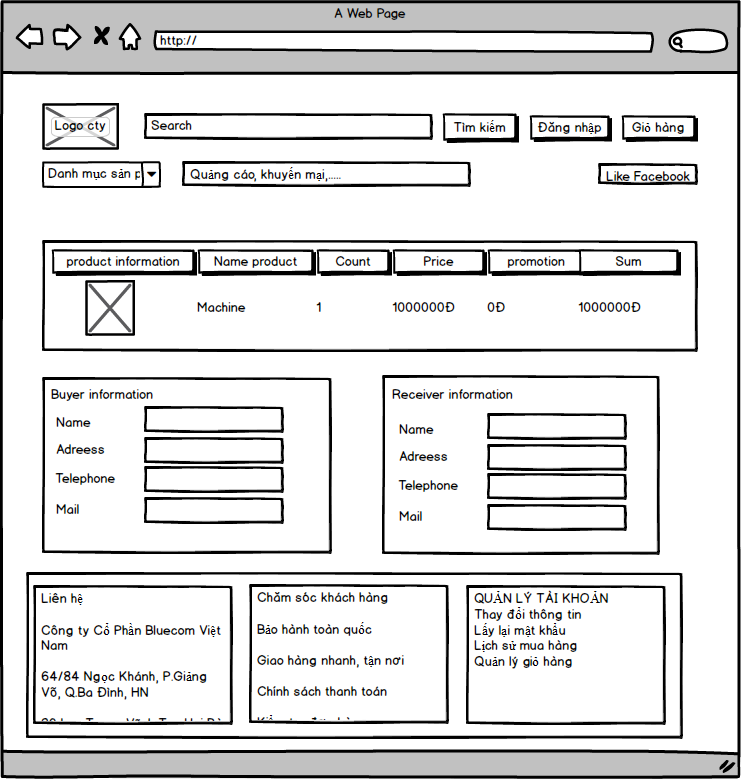 A Web Page
http://
Logo cty
Search
Tìm kiếm
Đăng nhập
Giỏ hàng
Danh mục sản p
Quảng cáo, khuyến mại,.....
Like Facebook
product information
Name product
Count
Price
promotion
Sum
Machine
1
1000000Đ
0Đ
1000000Đ
Buyer information
Name
Adreess
Telephone
Mail
Receiver information
Name
Adreess
Telephone
Mail
Liên hệ
Công ty Cổ Phần Bluecom Việt
Nam
64/84 Ngọc Khánh, P.Giảng
Võ, Q.Ba Đình, HN
Chăm sóc khách hàng
Bảo hành toàn quốc
Giao hàng nhanh, tận nơi
Chính sách thanh toán
QUẢN LÝ TÀI KHOẢN
Thay đổi thông tin
Lấy lại mật khẩu
Lịch sử mua hàng
Quản lý giỏ hàng